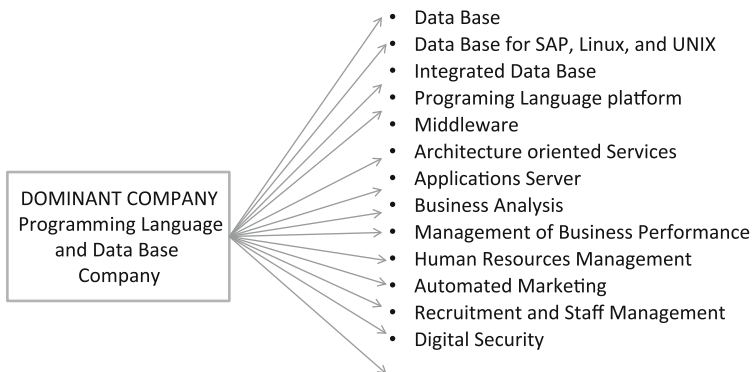 DOMINANT COMPANY
Programming Language
and Data Base
Company
• Data Base
• Data Base for SAP, Linux, and UNIX
• Integrated Data Base
• Programing Language platform
• Middleware
• Architecture oriented Services
• Applications Server
• Business Analysis
• Management of Business Performance
• Human Resources Management
• Automated Marketing
• Recruitment and Staff Management
• Digital Security